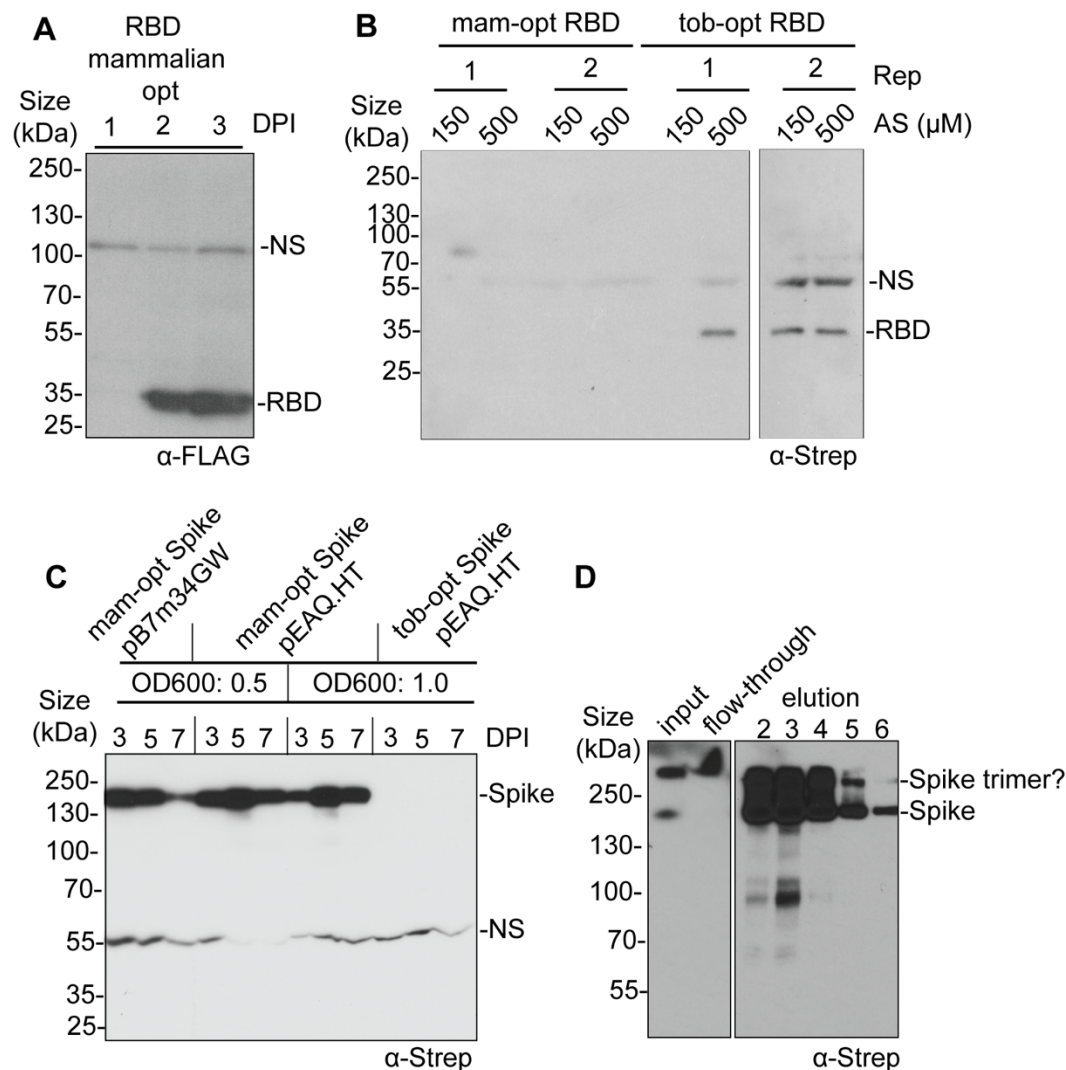 A
RBD
mammalian
opt
Size
(kDa)
1 2 3 DPI
250-
130-
100-
70-
55-
35-
25-
-NS
-RBD
α-FLAG
B
mam-opt RBD tob-opt RBD
1 2 1 2 Rep
Size
(kDa)
150 500 150 500 150 500 150 500 AS (µM)
250-
130-
100-
70-
55-
35-
25-
-NS
-RBD
α-Strep
C
mam-opt Spike
pB7m34GW
mam-opt Spike
pEAQ.HT
tob-opt Spike
pEAQ.HT
OD600: 0.5 OD600: 1.0
Size
(kDa)
3 5 7 3 5 7 3 5 7 3 5 7 DPI
250-
130-
100-
70-
55-
35-
25-
-Spike
-NS
α-Strep
D
input
flow-through
elution
Size
(kDa)
2 3 4 5 6
250-
130-
100-
70-
55-
-Spike trimer?
-Spike
α-Strep